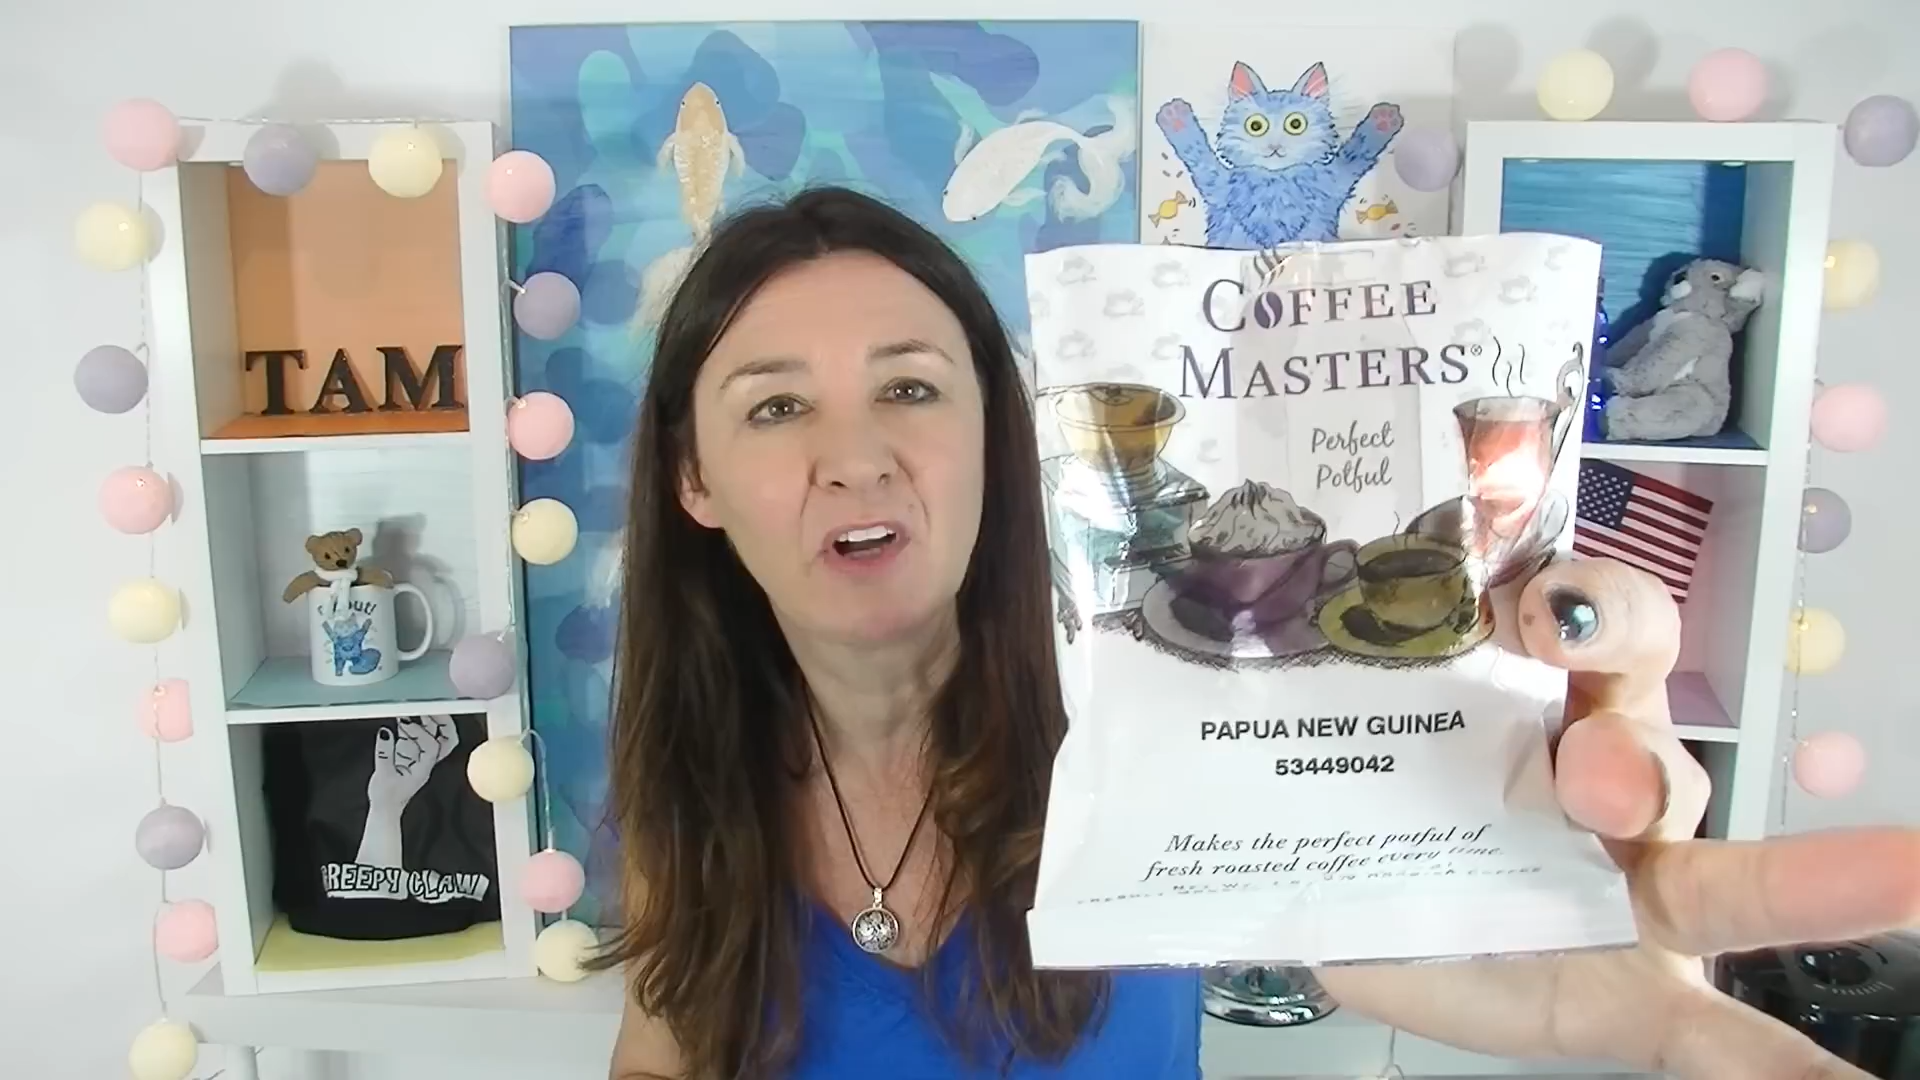 TAM
REEPY CLAW
COFFEE
MASTERS®
Perfect
Potful
PAPUA NEW GUINEA
53449042
Makes the perfect potful of
fresh roasted coffee every time.